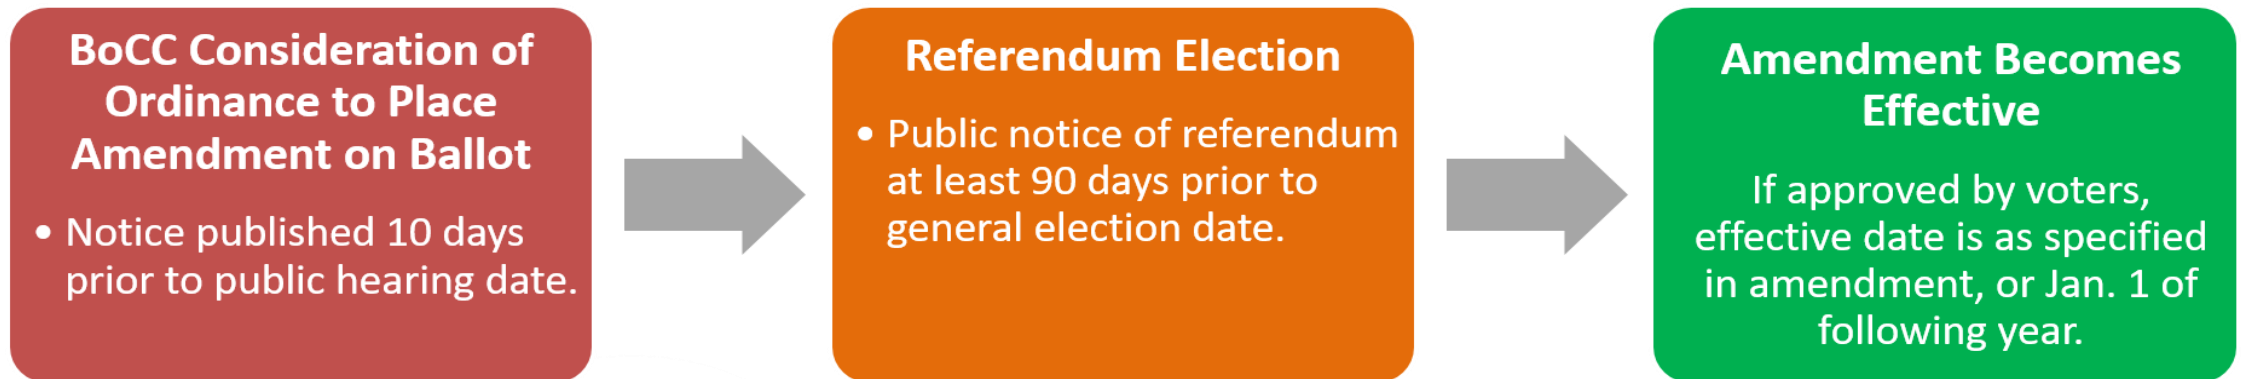 BoCC Consideration of
Ordinance to Place
Amendment on Ballot
• Notice published 10 days
prior to public hearing date.
Referendum Election
• Public notice of referendum
at least 90 days prior to
general election date.
Amendment Becomes
Effective
If approved by voters,
effective date is as specified
in amendment, or Jan. 1 of
following year.